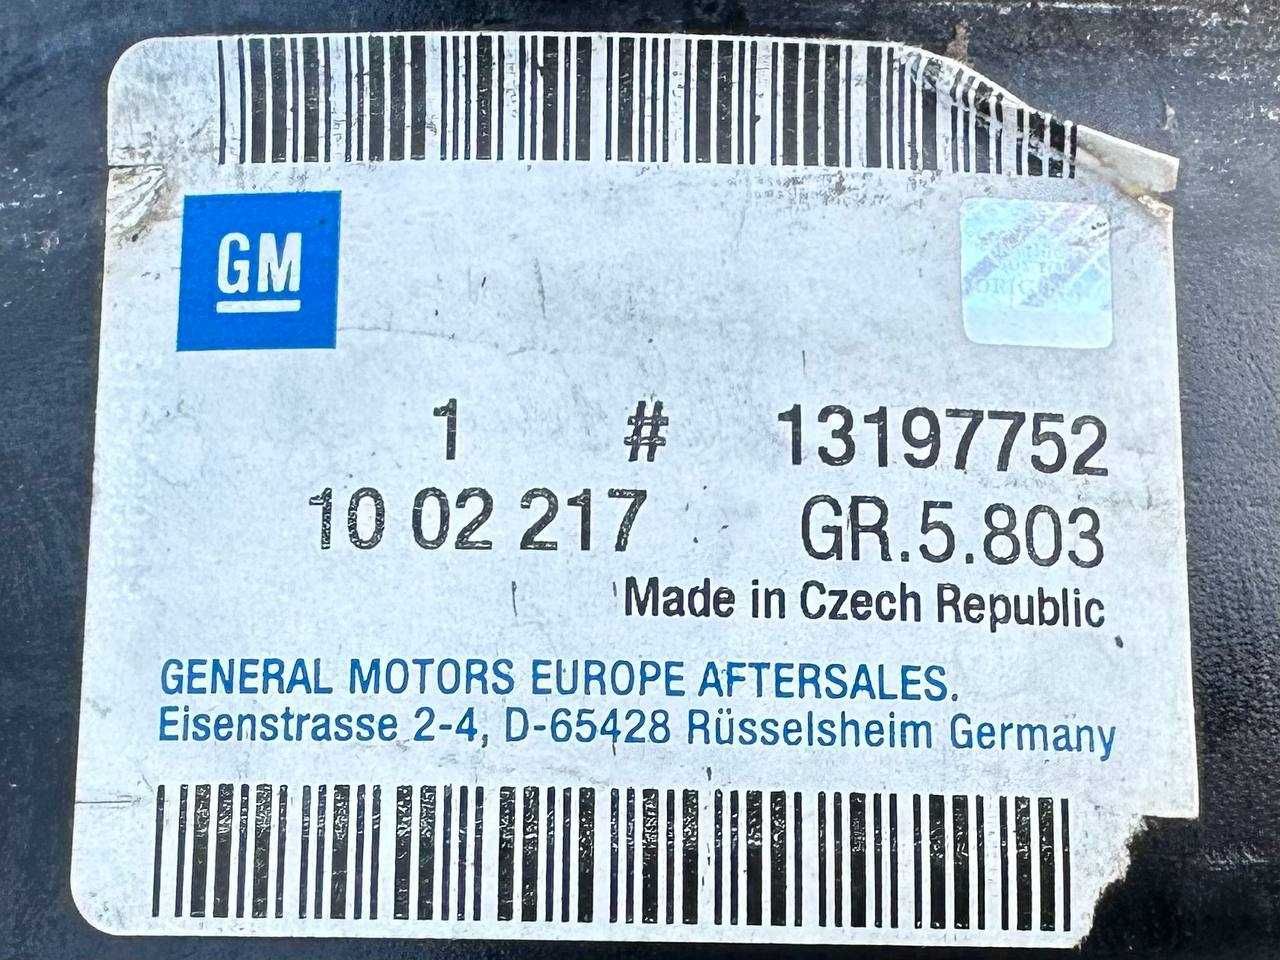 GM
1 # 13197752
10 02 217 GR.5.803
Made in Czech Republic
GENERAL MOTORS EUROPE AFTERSALES.
Eisenstrasse 2-4, D-65428 Rüsselsheim Germany